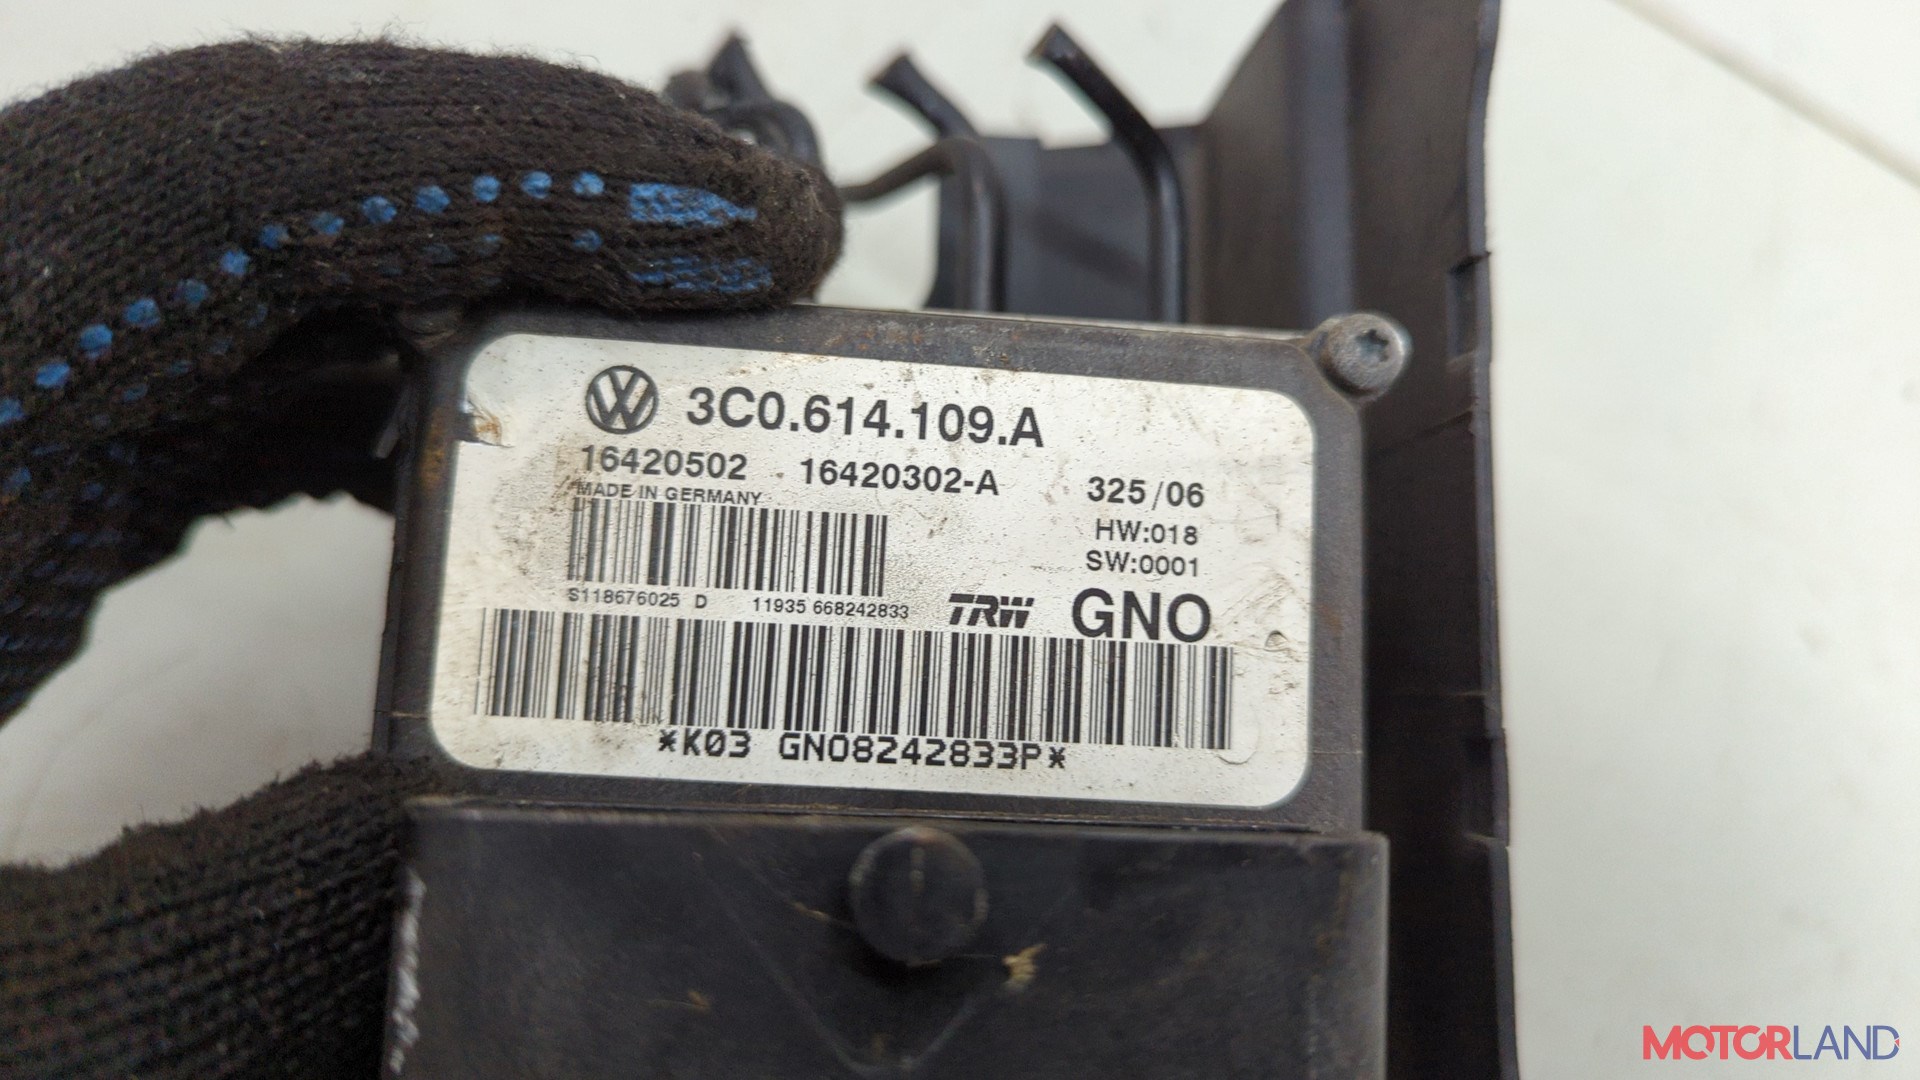 3C0.614.109.A
16420502 16420302-A 325/06
MADE IN GERMANY
HW:018
SW:0001
S118676025 D 11935 668242833 TRW GNO
*K03 GNO8242833P*
MOTORLAND